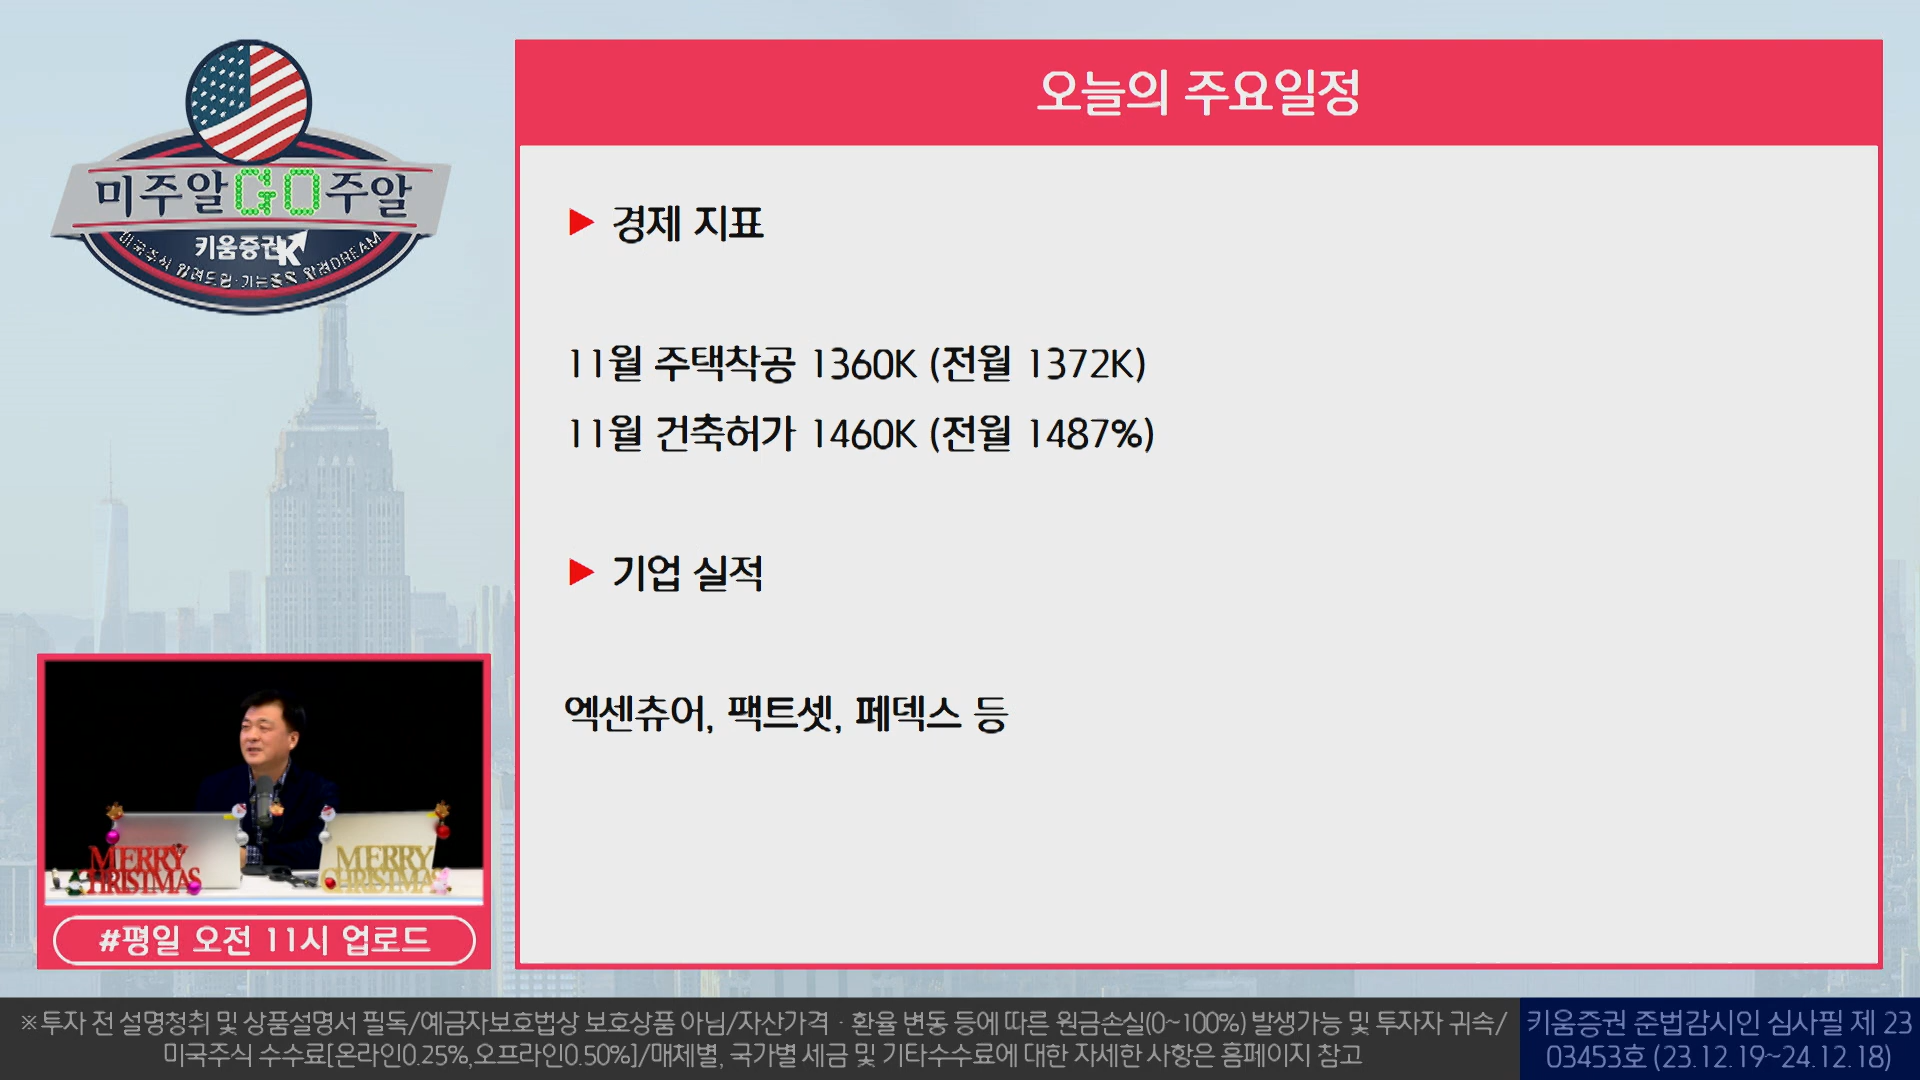 미주알GO주알
키움증권
오늘의 주요일정
▶ 경제 지표
11월 주택착공 1360K (전월 1372K)
11월 건축허가 1460K (전월 1487%)
▶ 기업 실적
엑센츄어, 팩트셋, 페덱스 등
MERRY CHRISTMAS
MERRY CHRISTMAS
#평일 오전 11시 업로드
※ 투자 전 설명청취 및 상품설명서 필독/예금자보호법상 보호상품 아님/자산가격 · 환율 변동 등에 따른 원금손실(0~100%) 발생가능 및 투자자 귀속/
미국주식 수수료[온라인0.25%,오프라인0.50%]/매체별, 국가별 세금 및 기타수수료에 대한 자세한 사항은 홈페이지 참고
키움증권 준법감시인 심사필 제 23
03453호 (23.12.19~24.12.18)